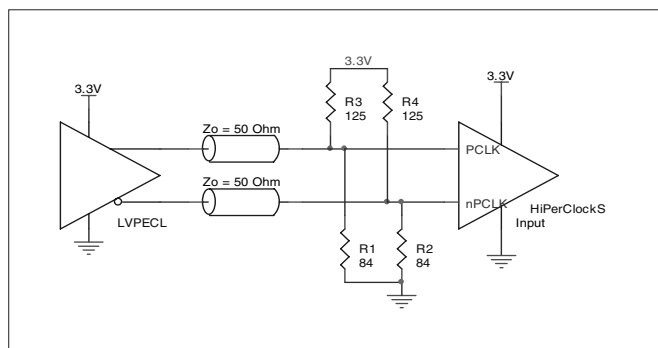 3.3V
3.3V
3.3V
R3
125
R4
125
Zo = 50 Ohm
PCLK
Zo = 50 Ohm
nPCLK
HiPerClockS
Input
LVPECL
R1
84
R2
84